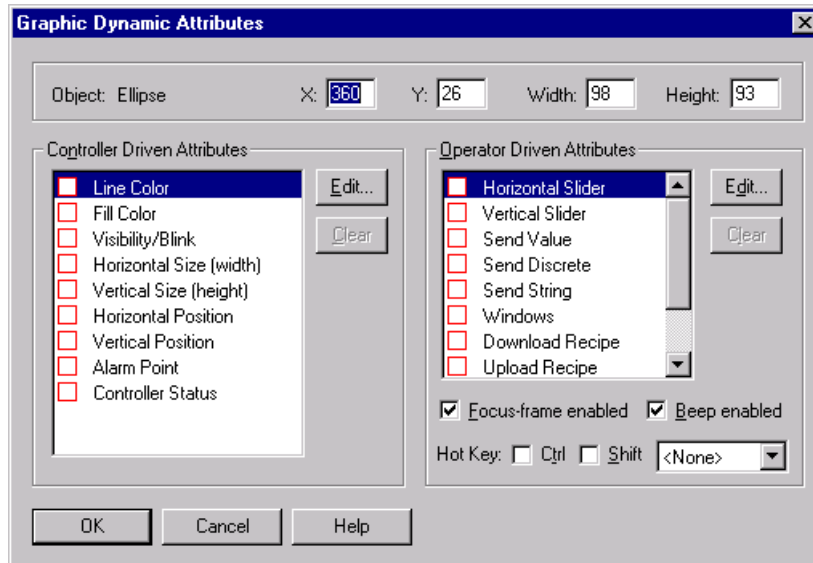 Graphic Dynamic Attributes
Object: Ellipse X: 360 Y: 26 Width: 98 Height: 93
Controller Driven Attributes
Line Color
Fill Color
Visibility/Blink
Horizontal Size (width)
Vertical Size (height)
Horizontal Position
Vertical Position
Alarm Point
Controller Status
Edit...
Clear
Operator Driven Attributes
Horizontal Slider
Vertical Slider
Send Value
Send Discrete
Send String
Windows
Download Recipe
Upload Recipe
Edit...
Clear
Focus-frame enabled Beep enabled
Hot Key: Ctrl Shift <None>
OK Cancel Help